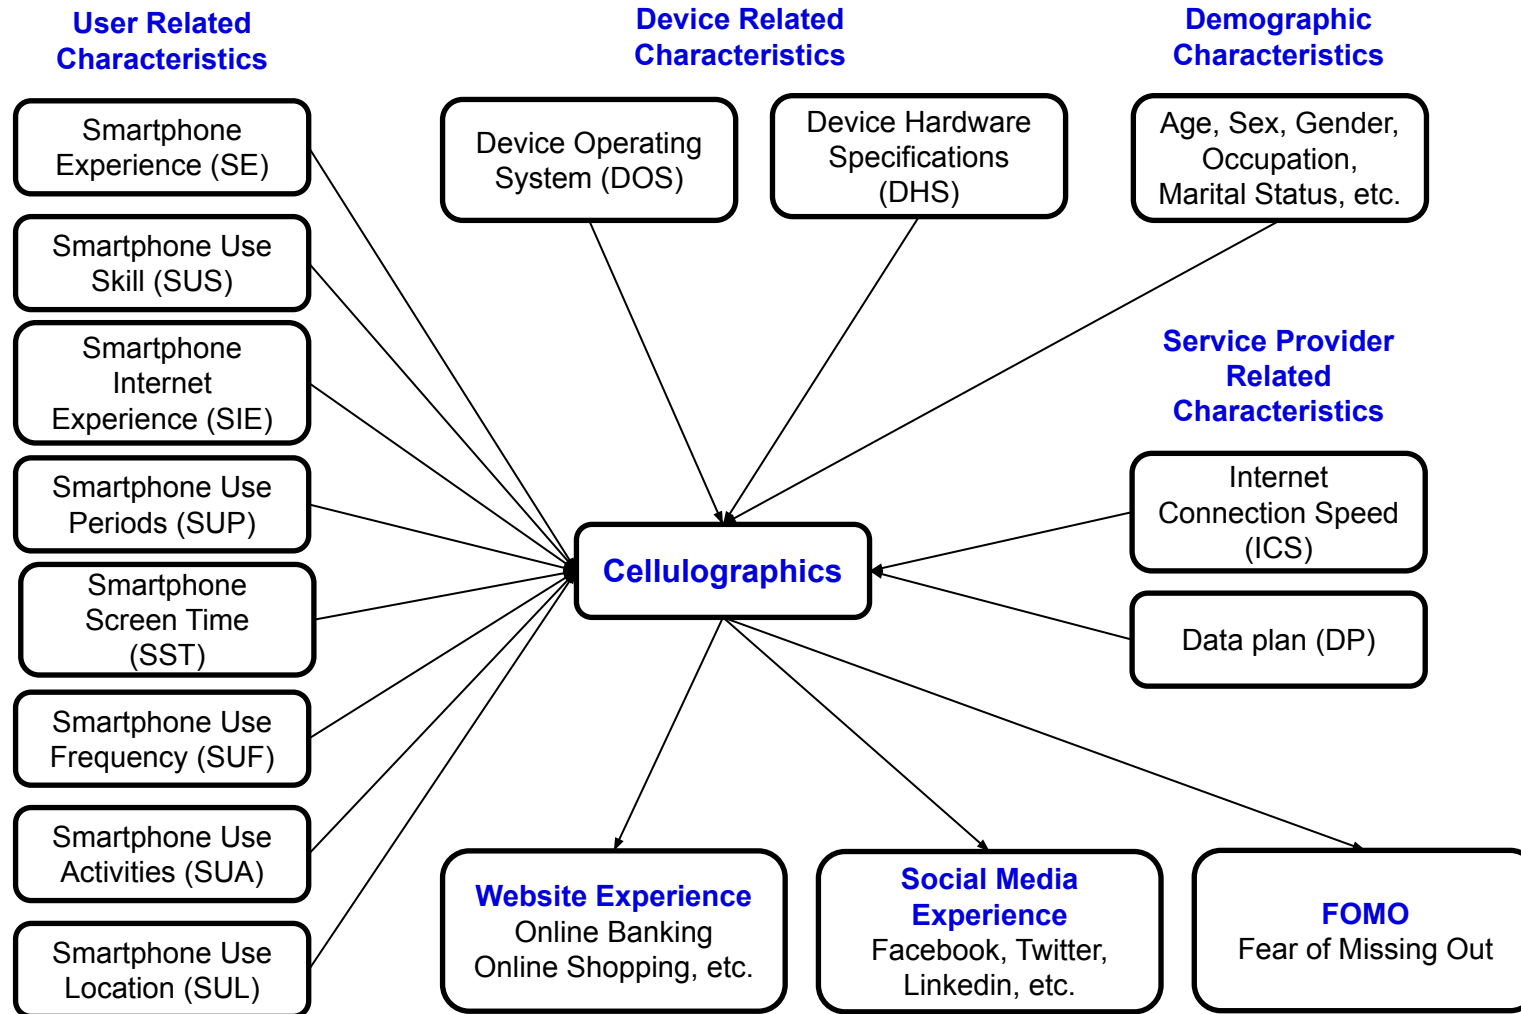 User Related
Characteristics
Smartphone
Experience (SE)
Smartphone Use
Skill (SUS)
Smartphone
Internet
Experience (SIE)
Smartphone Use
Periods (SUP)
Smartphone
Screen Time
(SST)
Smartphone Use
Frequency (SUF)
Smartphone Use
Activities (SUA)
Smartphone Use
Location (SUL)
Device Related
Characteristics
Device Operating
System (DOS)
Device Hardware
Specifications
(DHS)
Demographic
Characteristics
Age, Sex, Gender,
Occupation,
Marital Status, etc.
Service Provider
Related
Characteristics
Internet
Connection Speed
(ICS)
Data plan (DP)
Cellulographics
Website Experience
Online Banking
Online Shopping, etc.
Social Media
Experience
Facebook, Twitter,
Linkedin, etc.
FOMO
Fear of Missing Out